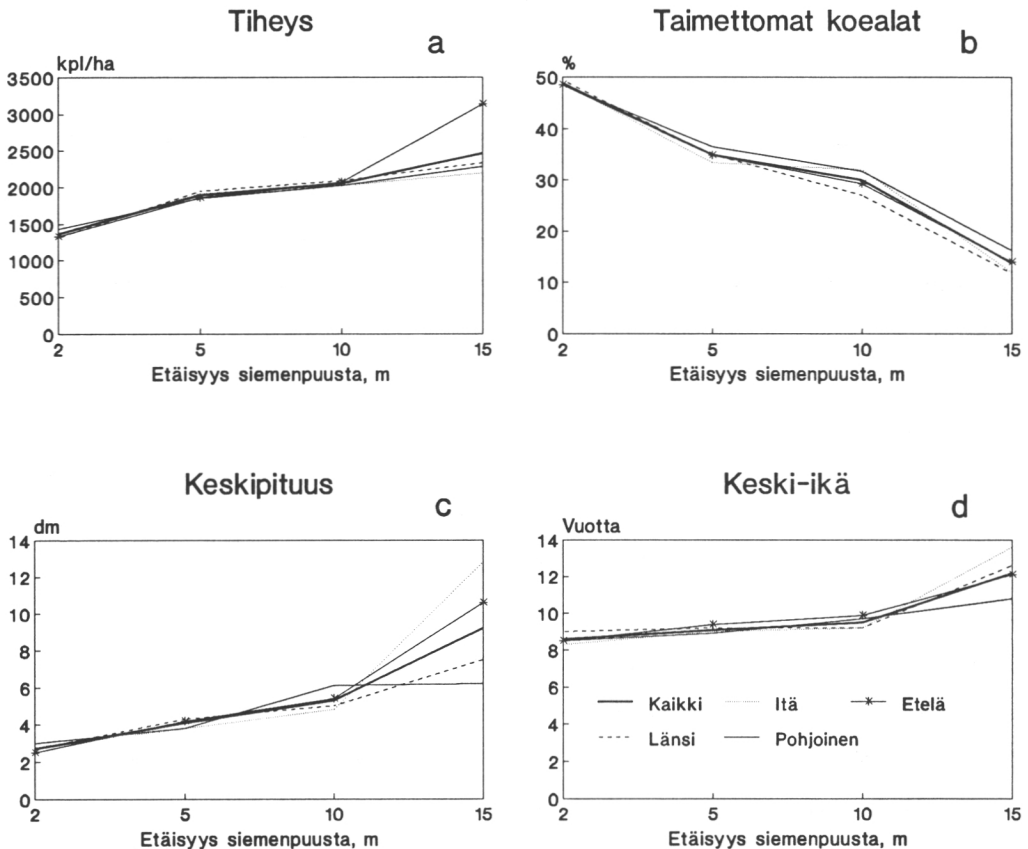 Tiheys
a
kpl/ha
3500
3000
2500
2000
1500
1000
500
0
2 5 10 15
Etäisyys siemenpuusta, m
Taimettomat koealat
b
%
50
40
30
20
10
0
2 5 10 15
Etäisyys siemenpuusta, m
Keskipituus
c
dm
14
12
10
8
6
4
2
0
2 5 10 15
Etäisyys siemenpuusta, m
Keski-ikä
d
Vuotta
14
12
10
8
6
4
2
0
Kaikki Itä Etelä
Länsi Pohjoinen
2 5 10 15
Etäisyys siemenpuusta, m